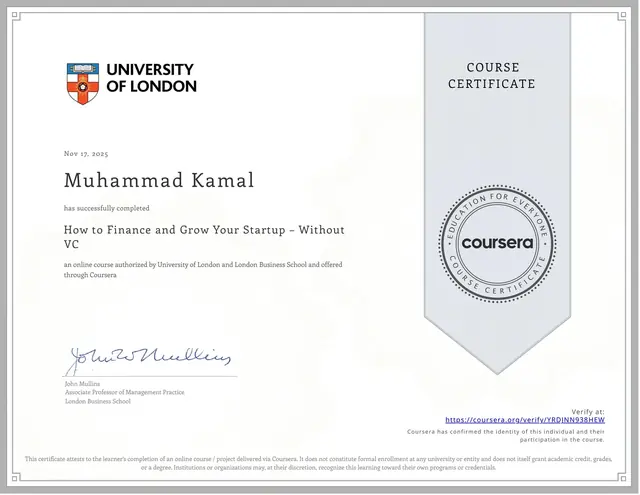 UNIVERSITY
OF LONDON
COURSE
CERTIFICATE
Nov 17, 2025
Muhammad Kamal
has successfully completed
How to Finance and Grow Your Startup – Without
VC
an online course authorized by University of London and London Business School and offered
through Coursera
EDUCATION FOR EVERYONE
coursera
COURSE CERTIFICATE
John W Mullins
John Mullins
Associate Professor of Management Practice
London Business School
Verify at:
https://coursera.org/verify/YRDJNN938HEW
Coursera has confirmed the identity of this individual and their
participation in the course.
This certificate attests to the learner's completion of an online course / project delivered via Coursera. It does not constitute formal enrollment at any university or entity and does not itself grant academic credit, grades,
or a degree. Institutions or organizations may, at their discretion, recognize this learning toward their own programs or credentials.